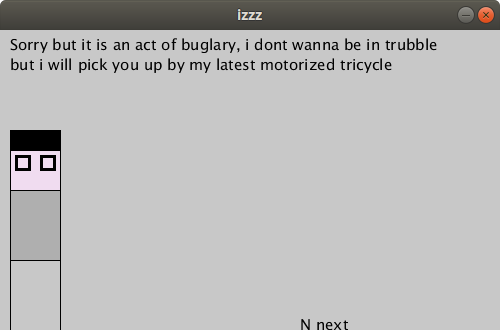 izzz
Sorry but it is an act of buglary, i dont wanna be in trubble
but i will pick you up by my latest motorized tricycle
N next